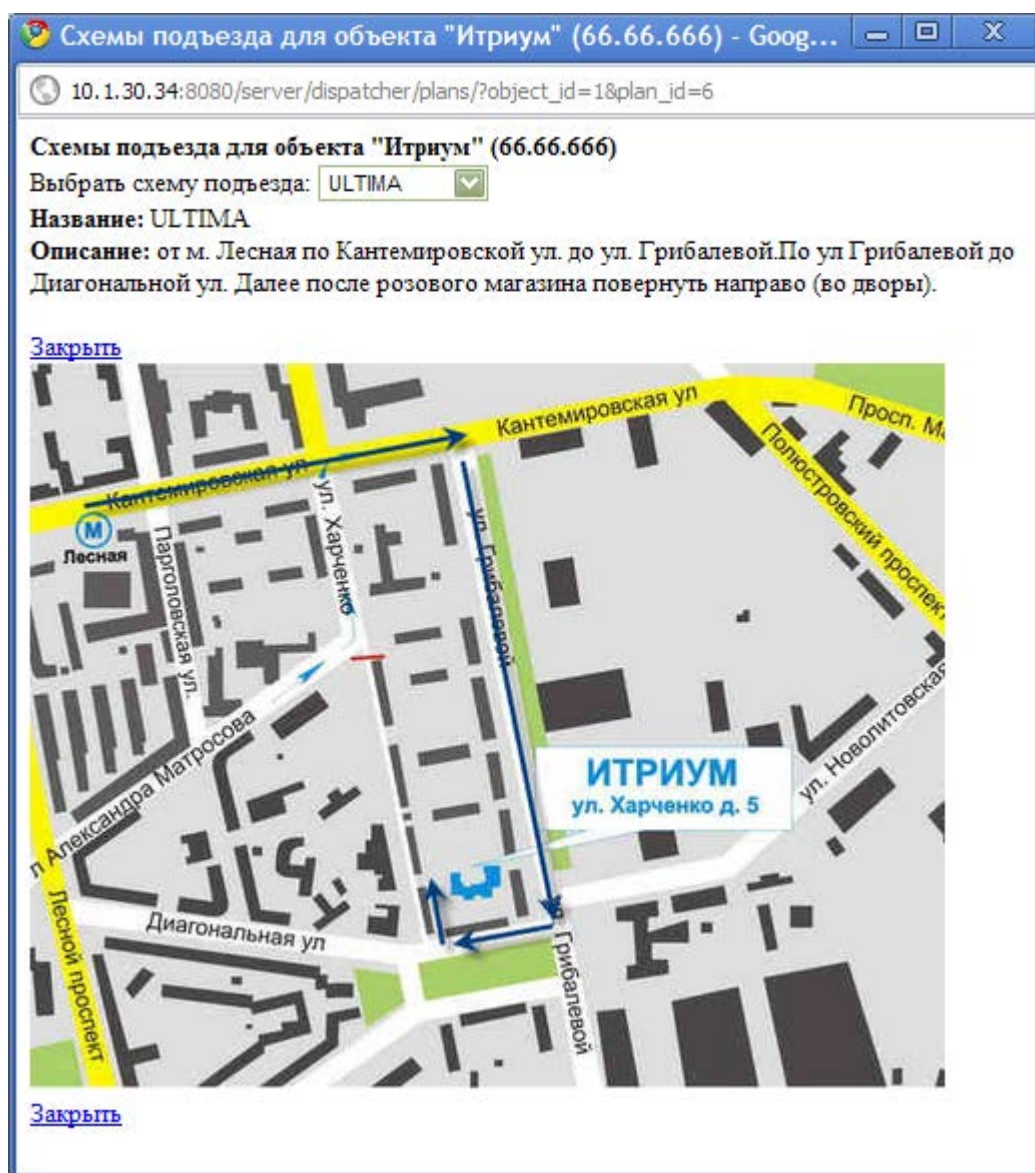 Схемы подъезда для объекта "Итриум" (66.66.666) - Goog...
10.1.30.34:8080/server/dispatcher/plans/?object_id=1&plan_id=6
Схемы подъезда для объекта "Итриум" (66.66.666)
Выбрать схему подъезда: ULTIMA
Название: ULTIMA
Описание: от м. Лесная по Кантемировской ул. до ул. Грибалевой.По ул Грибалевой до
Диагональной ул. Далее после розового магазина повернуть направо (во дворы).
Закрыть
Кантемировская ул
Просп. М
Полюстровский проспект
Кантемировская ул
М
Лесная
Парголовская ул.
ул. Харченко
ул. Грибалевой
л Александра Матросова
ул. Новолитовская
ИТРИУМ
ул. Харченко д. 5
Лесной проспект
Диагональная ул
ул. Грибалевой
Закрыть